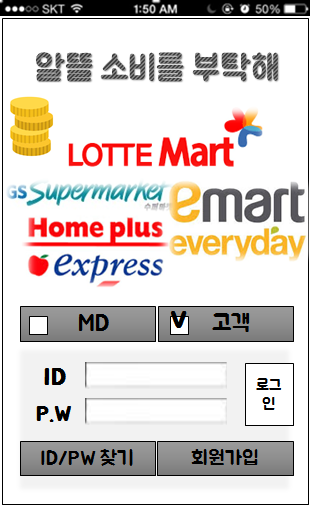 SKT 1:50 AM 50%
알뜰 소비를 부탁해
LOTTE Mart
GS Supermarket
emart
Home plus
everyday
express
MD V 고객
ID
로그
인
P.W
ID/PW 찾기 회원가입